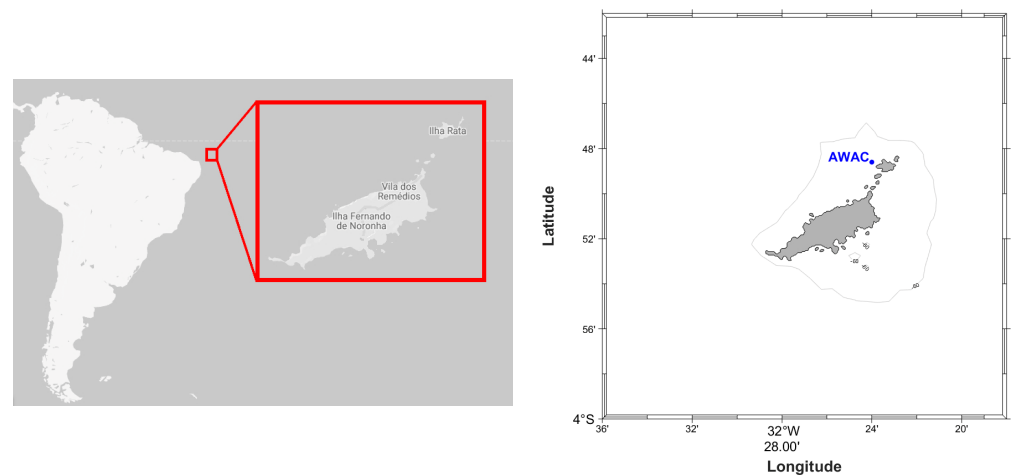 Ilha Rata
Vila dos
Remédios
Ilha Fernando
de Noronha
44'
48'
52'
56'
4°S
Latitude
AWAC
36'
32'
32°W
28.00'
24'
20'
Longitude